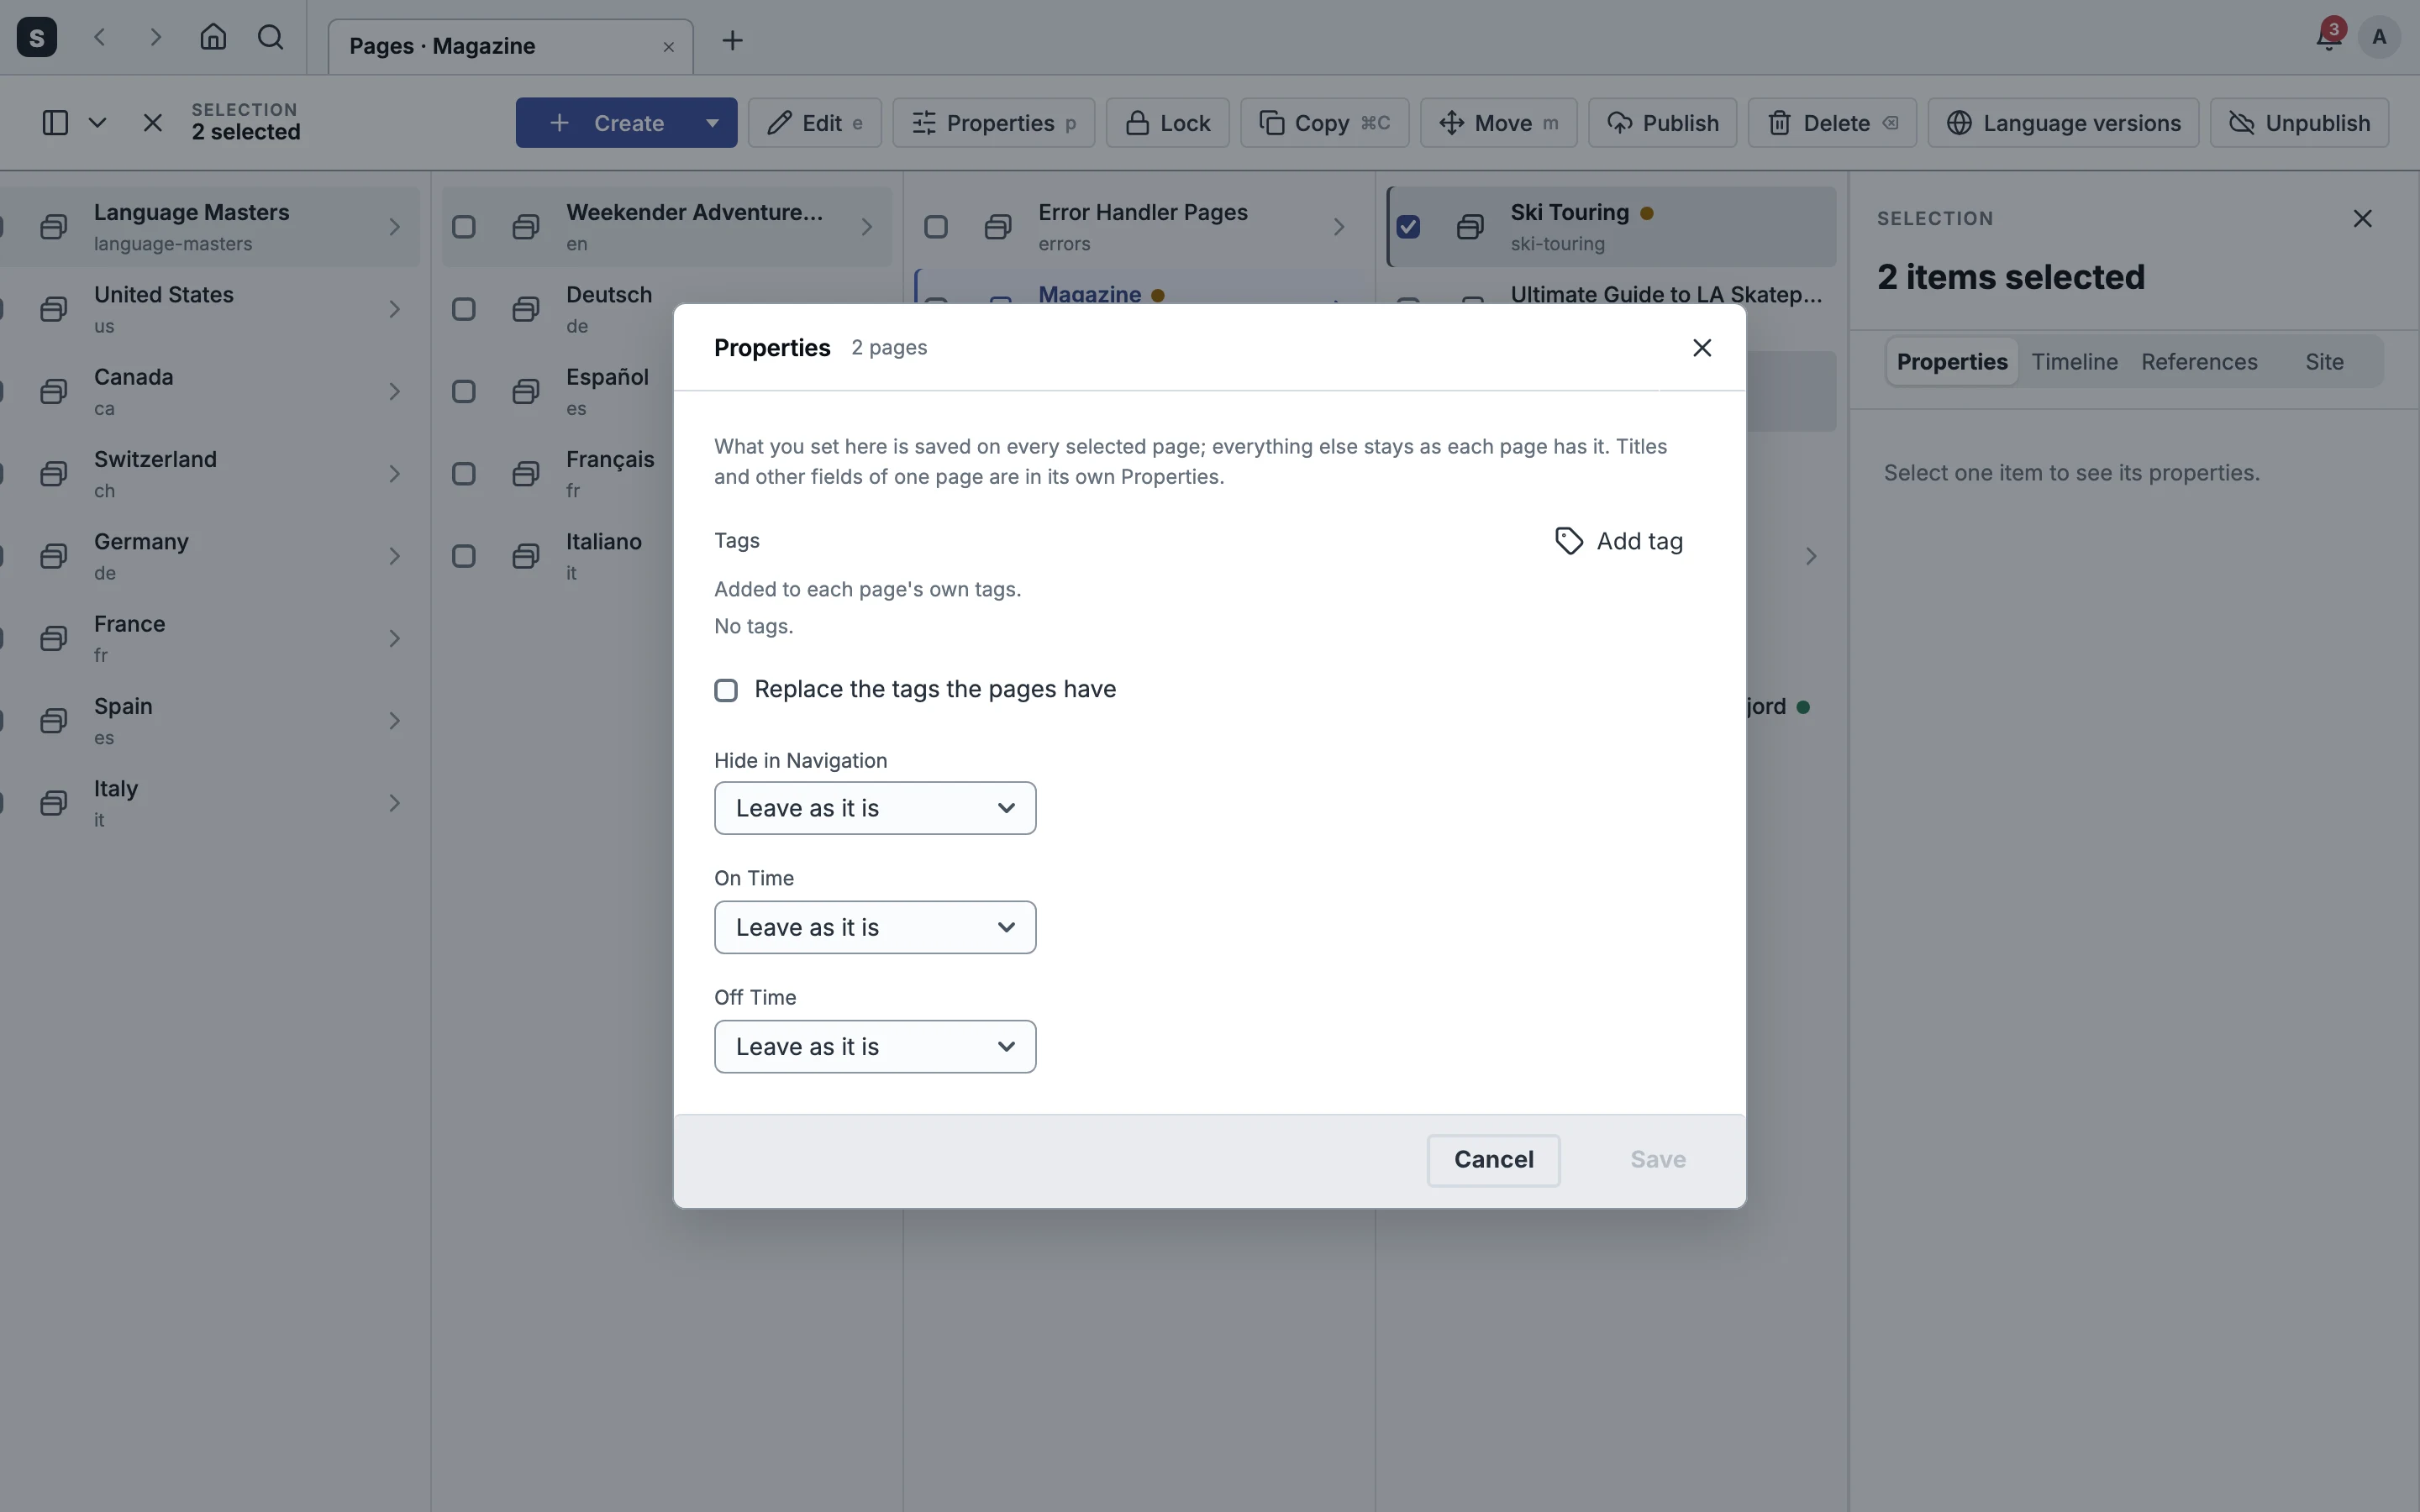 S
Pages · Magazine
3
A
SELECTION
2 selected
Create
Edit e
Properties p
Lock
Copy ⌘C
Move m
Publish
Delete ⌫
Language versions
Unpublish
Language Masters
language-masters
United States
us
Canada
ca
Switzerland
ch
Germany
de
France
fr
Spain
es
Italy
it
Weekender Adventure...
en
Deutsch
de
Español
es
Français
fr
Italiano
it
Error Handler Pages
errors
Magazine
Ski Touring
ski-touring
Ultimate Guide to LA Skatep...
jord
SELECTION
2 items selected
Properties
Timeline
References
Site
Select one item to see its properties.
Properties 2 pages
What you set here is saved on every selected page; everything else stays as each page has it. Titles
and other fields of one page are in its own Properties.
Tags
Add tag
Added to each page's own tags.
No tags.
Replace the tags the pages have
Hide in Navigation
Leave as it is
On Time
Leave as it is
Off Time
Leave as it is
Cancel
Save